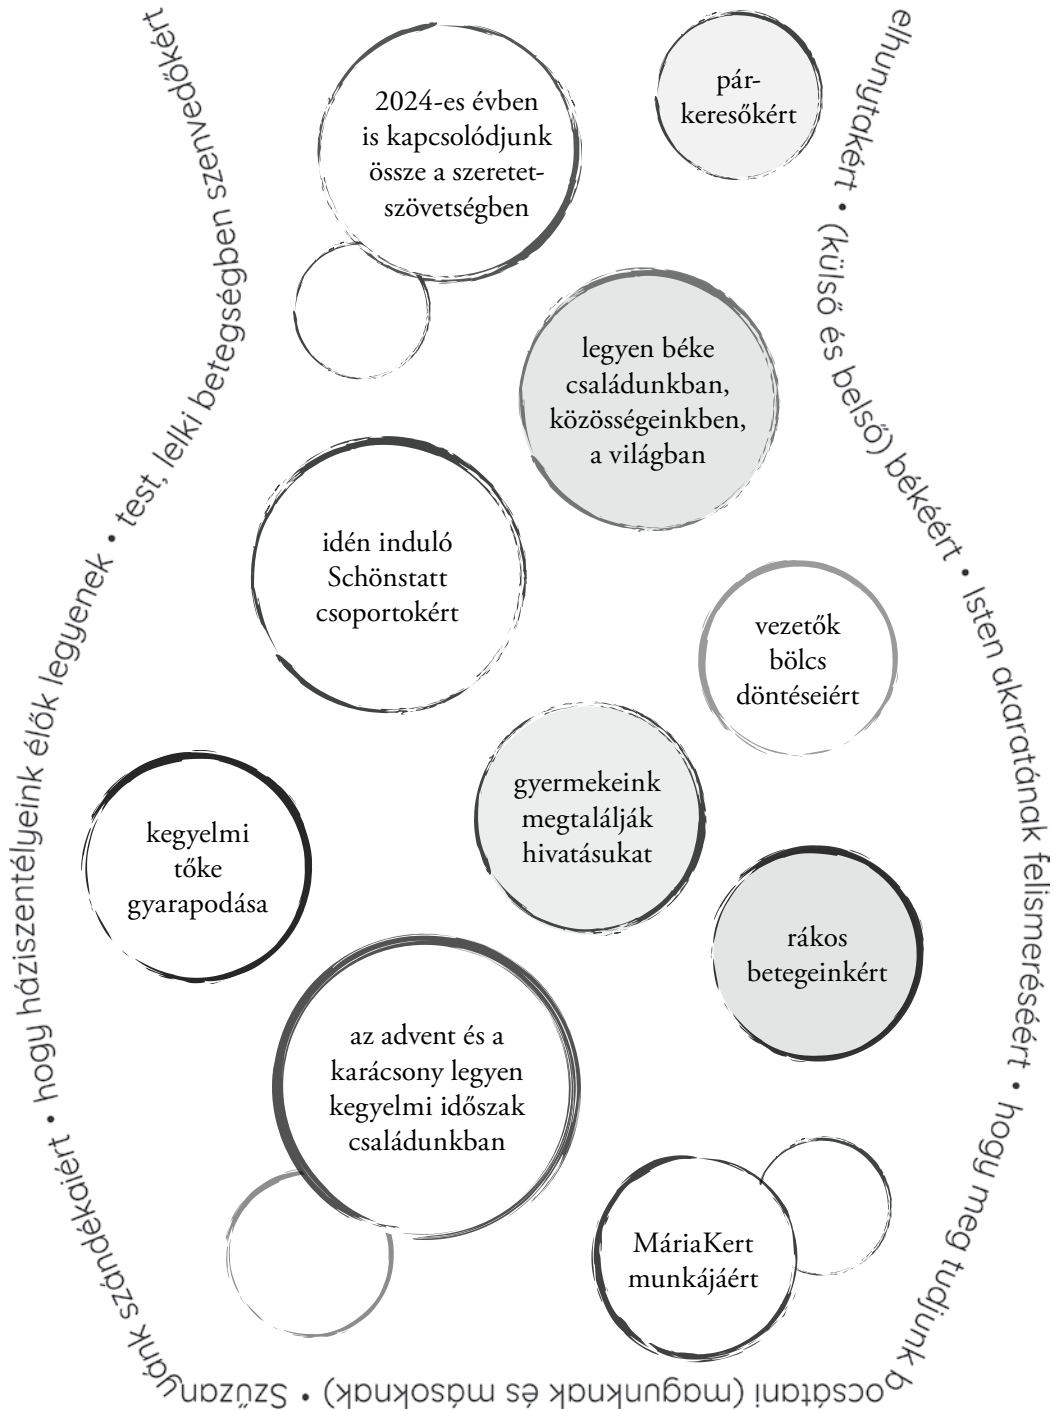 2024-es évben
is kapcsolódjunk
össze a szeretet-
szövetségben
pár-
keresőkért
legyen béke
családunkban,
közösségeinkben,
a világban
idén induló
Schönstatt
csoportokért
vezetők
bölcs
döntéseiért
gyermekeink
megtalálják
hivatásukat
kegyelmi
tőke
gyarapodása
rákos
betegeinkért
az advent és a
karácsony legyen
kegyelmi időszak
családunkban
MáriaKert
munkájáért
elhunytakért • (külső és belső) békéért • Isten akaratának felismeréséért • hogy meg tudjunk bocsátani (magunknak és másoknak) • Szűzanyánk szándékaiért • hogy háziszentélyeink élők legyenek • test, lelki betegségben szenvedőkért